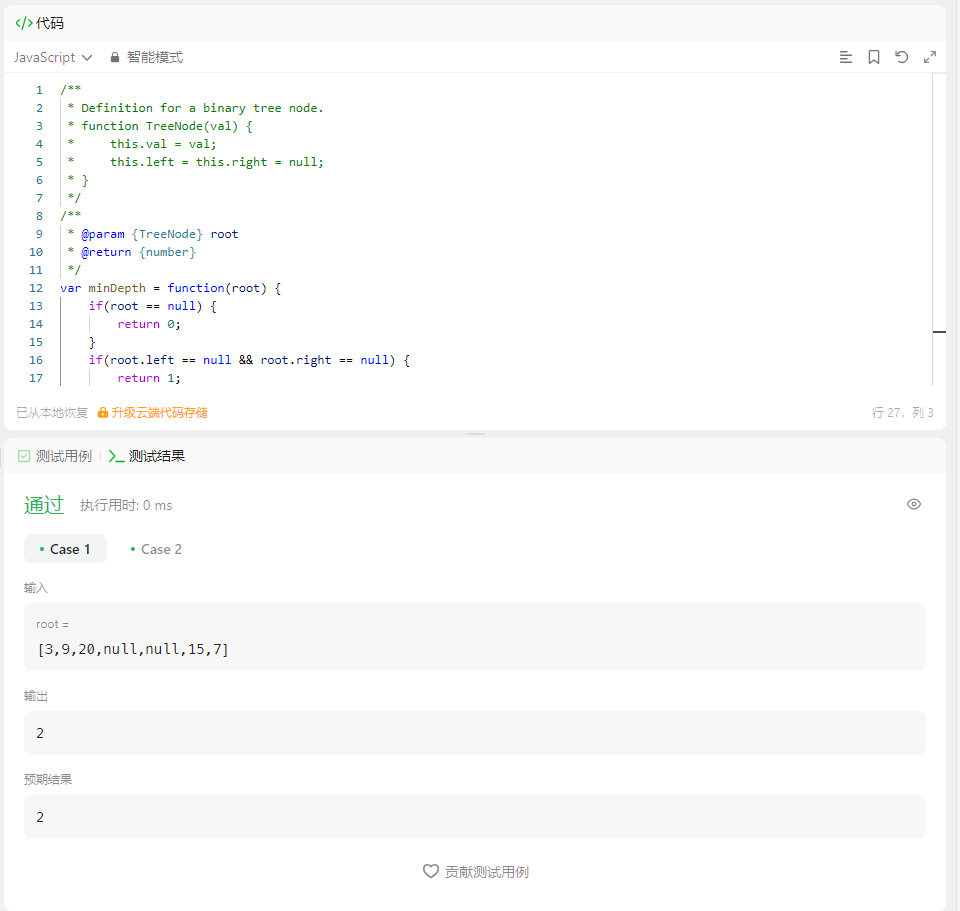 </> 代码
JavaScript 智能模式
1 /**
2  * Definition for a binary tree node.
3  * function TreeNode(val) {
4  *     this.val = val;
5  *     this.left = this.right = null;
6  * }
7  */
8 /**
9  * @param {TreeNode} root
10  * @return {number}
11  */
12 var minDepth = function(root) {
13     if(root == null) {
14         return 0;
15     }
16     if(root.left == null && root.right == null) {
17         return 1;
已从本地恢复 升级云端代码存储 行 27, 列 3
测试用例 >_ 测试结果
通过 执行用时: 0 ms
• Case 1 • Case 2
输入
root =
[3,9,20,null,null,15,7]
输出
2
预期结果
2
贡献测试用例